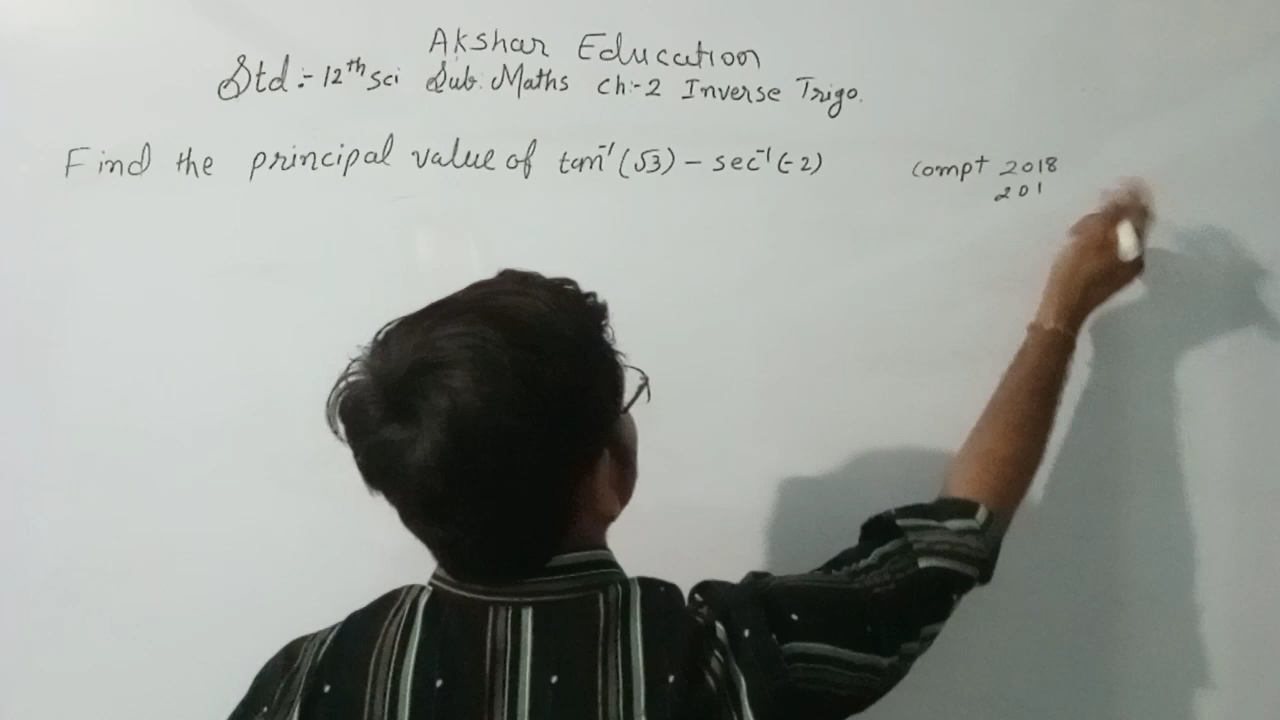 Akshar Education
Std :- 12th sci Sub. Maths Ch:-2 Inverse Trigo.
Find the principal value of tan⁻¹(√3) – sec⁻¹(-2) Compt 2018
201